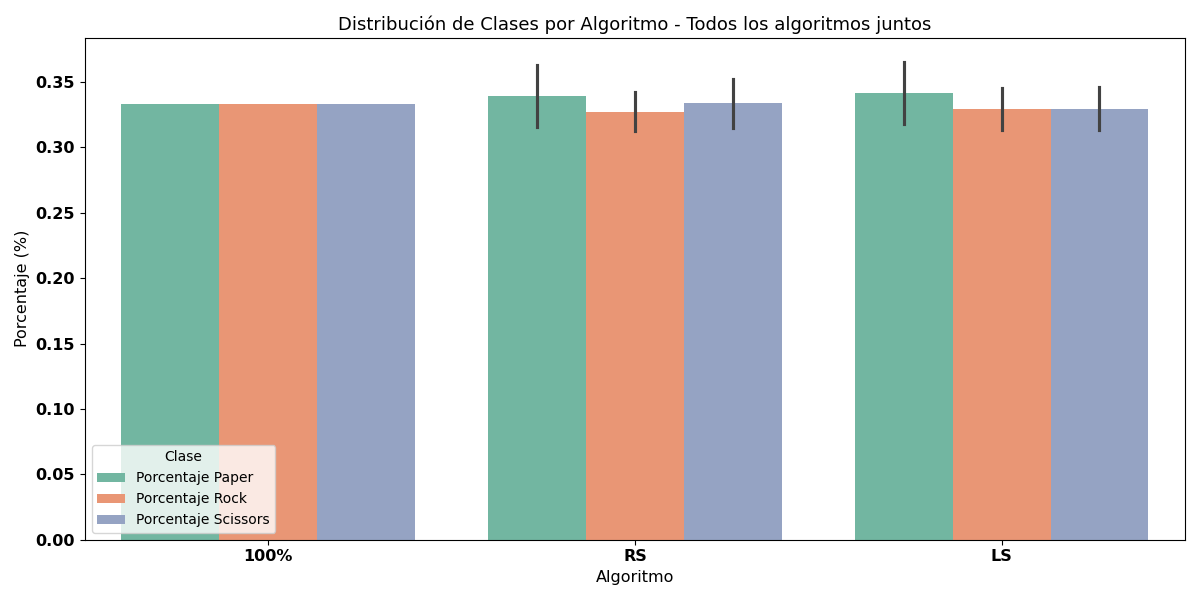 Distribución de Clases por Algoritmo - Todos los algoritmos juntos
Porcentaje (%)
0.35
0.30
0.25
0.20
0.15
0.10
0.05
0.00
Clase
Porcentaje Paper
Porcentaje Rock
Porcentaje Scissors
100%
RS
LS
Algoritmo